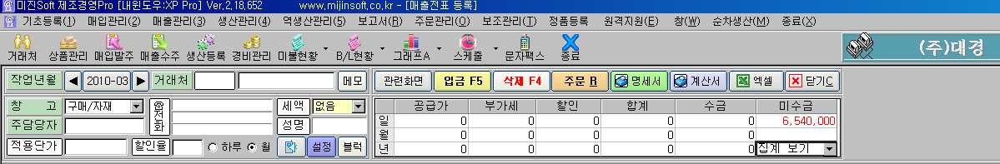 미진Soft 제조경영Pro [내윈도우:XP Pro] Ver,2,18,652 www.mijinsoft.co.kr - [매출전표 등록]
기초등록(1) 매입관리(2) 매출관리(3) 생산관리(4) 역생산관리(5) 보고서(R) 주문관리(O) 보조관리(T) 정품등록 원격지원(E) 창(W) 순차생산(M) 종료(X)
거래처 상품관리 매입발주 매출수주 생산등록 경비관리 미불현황 B/L현황 그래프A 스케줄 문자팩스 종료 (주)대경
작업년월 2010-03 거래처 메모 관련화면 입금 F5 삭제 F4 주문 R 명세서 계산서 엑셀 닫기C
창 고 구매/자재 ☎전화 세액 없음 공급가 부가세 할인 합계 수금 미수금
주담당자 성명 일 0 0 0 0 0 6,540,000
월 0 0 0 0 0
적용단가 할인율 하루 월 설정 블럭 년 0 0 0 0 0 집계 보기